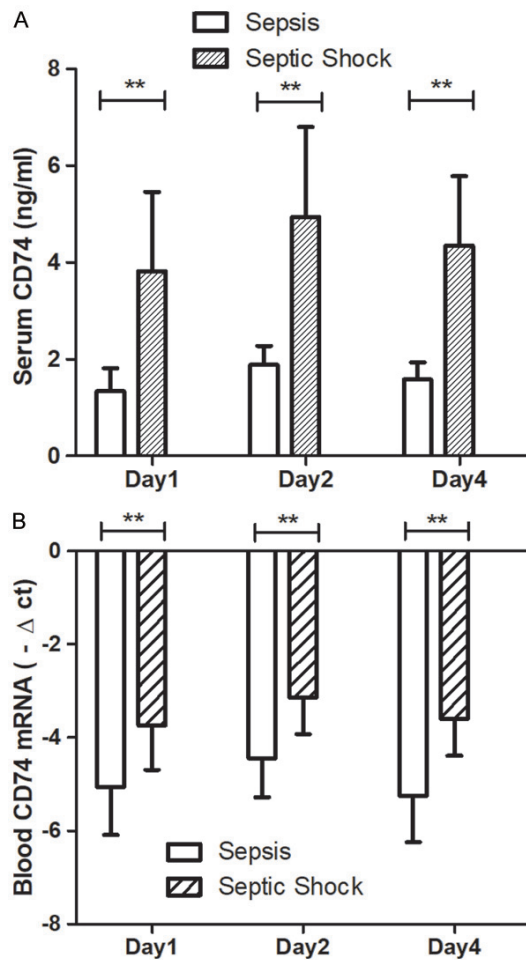 A
Sepsis
Septic Shock
Serum CD74 (ng/ml)
8
6
4
2
0
** ** **
Day1 Day2 Day4
B
Blood CD74 mRNA ( - Δ ct)
** ** **
0
-2
-4
-6
-8
Sepsis
Septic Shock
Day1 Day2 Day4